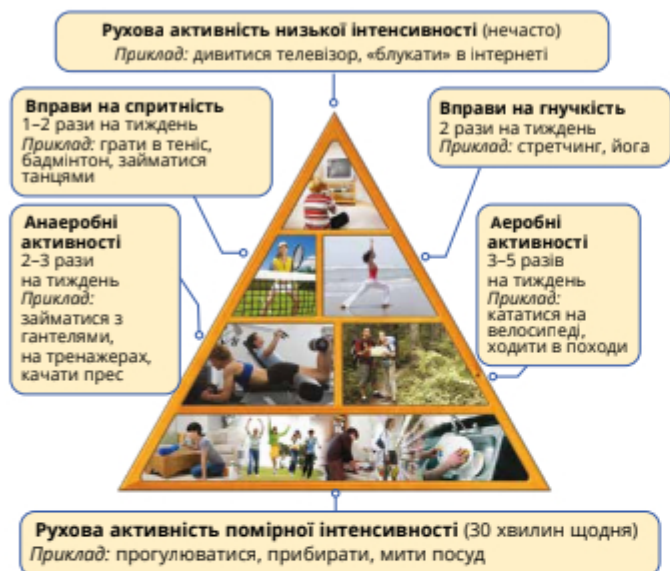 Рухова активність низької інтенсивності (нечасто)
Приклад: дивитися телевізор, «блукати» в інтернеті
Вправи на спритність
1–2 рази на тиждень
Приклад: грати в теніс,
бадмінтон, займатися
танцями
Вправи на гнучкість
2 рази на тиждень
Приклад: стретчинг, йога
Анаеробні
активності
2–3 рази
на тиждень
Приклад:
займатися з
гантелями,
на тренажерах,
качати прес
Аеробні
активності
3–5 разів
на тиждень
Приклад:
кататися на
велосипеді,
ходити в походи
Рухова активність помірної інтенсивності (30 хвилин щодня)
Приклад: прогулюватися, прибирати, мити посуд